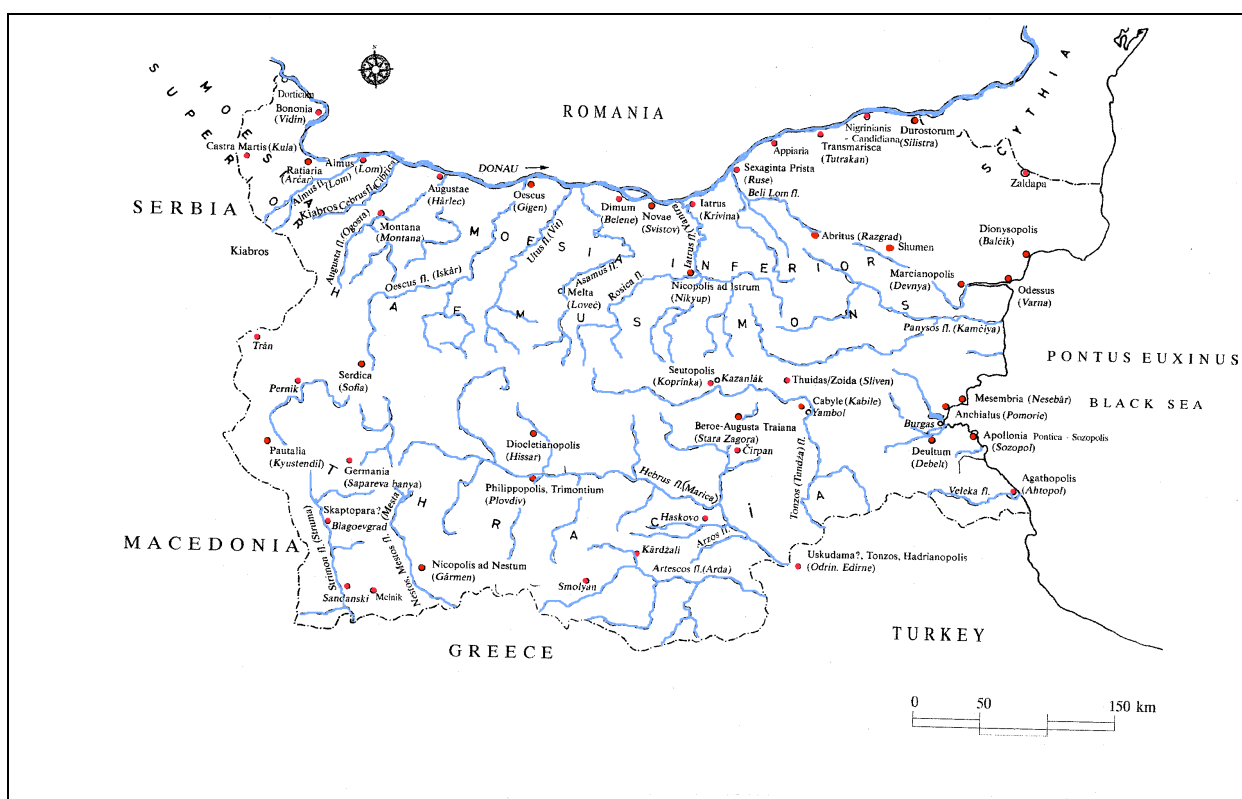 N
MOESIA
SUPERIOR
SCYTHIA
ROMANIA
Dorticum
Bononia
(Vidin)
Castra Martis (Kula)
Ratiaria
(Arčar)
Almus
(Lom)
Almus fl.
(Lom)
Cebrus fl.
Cibrica)
Kiabros
SERBIA
Kiabros
DONAU
Augustae
(Hărlec)
Oescus
(Gigen)
Dimum
(Belene)
Novae
(Svistov)
Iatrus
(Krivina)
Sexaginta Prista
(Ruse)
Appiaria
Transmarisca
(Tutrakan)
Nigrinianis
- Candidiana
Durostorum
(Silistra)
Zaldapa
Beli Lom fl.
Montana
(Montana)
Augusta fl.(Ogosta)
Oescus fl. (Iskăr)
Utus fl.(Vit)
Asamus fl.
Melta
(Loveč)
Rosica fl.
Iatrus fl.(Yantra)
Nicopolis ad Istrum
(Nikyup)
MOESIA INFERIOR
HAEMUS MONS
Abritus (Razgrad)
Shumen
Marcianopolis
(Devnya)
Dionysopolis
(Balčik)
Odessus
(Varna)
Panysos fl.(Kamčiya)
PONTUS EUXINUS
BLACK SEA
Trăn
Pernik
Serdica
(Sofia)
Seutopolis
(Koprinka)
Kazanlăk
Thuidas/Zoida (Sliven)
Cabyle (Kabile)
Yambol
Mesembria (Nesebăr)
Anchialus (Pomorie)
Burgas
Deultum
(Debelt)
Apollonia Pontica - Sozopolis
(Sozopol)
Agathopolis
(Ahtopol)
Veleka fl.
Beroe-Augusta Traiana
(Stara Zagora)
Čirpan
Diocletianopolis
(Hissar)
Pautalia
(Kyustendil)
Germania
(Sapareva banya)
Philippopolis, Trimontium
(Plovdiv)
Hebrus fl.(Marica)
Tonzos (Tundža) fl.
THRACIA
Skaptopara?
Blagoevgrad
Strimon fl.(Struma)
Nestos, Mestos fl. (Mesta)
MACEDONIA
Haskovo
Arzos fl.
Kărdžali
Artescos fl.(Arda)
Smolyan
Uskudama?, Tonzos, Hadrianopolis
(Odrin, Edirne)
Nicopolis ad Nestum
(Gărmen)
Sandanski
Melnik
GREECE
TURKEY
0 50 150 km